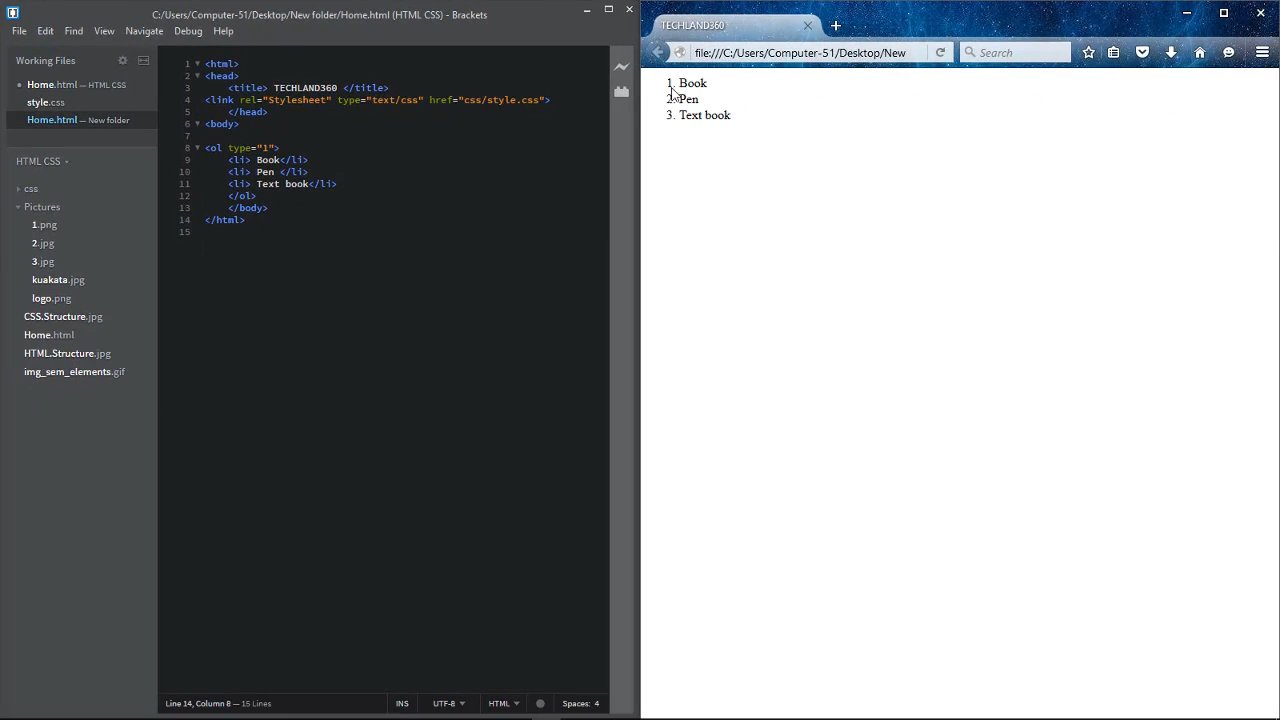 C:/Users/Computer-51/Desktop/New folder/Home.html (HTML CSS) - Brackets
File Edit Find View Navigate Debug Help
Home.html — HTML CSS
style.css
Home.html — New folder
HTML CSS
css
Pictures
1.png
2.jpg
3.jpg
kuakata.jpg
logo.png
CSS.Structure.jpg
Home.html
HTML.Structure.jpg
img_sem_elements.gif
1 <html>
2 <head>
3 <title> TECHLAND360 </title>
4 <link rel="Stylesheet" type="text/css" href="css/style.css">
5 </head>
6 <body>
7
8 <ol type="1">
9 <li> Book</li>
10 <li> Pen </li>
11 <li> Text book</li>
12 </ol>
13 </body>
14 </html>
15
Line 14, Column 8 — 15 Lines
INS UTF-8 HTML Spaces: 4
TECHLAND360
file:///C:/Users/Computer-51/Desktop/New
Search
1. Book
2. Pen
3. Text book